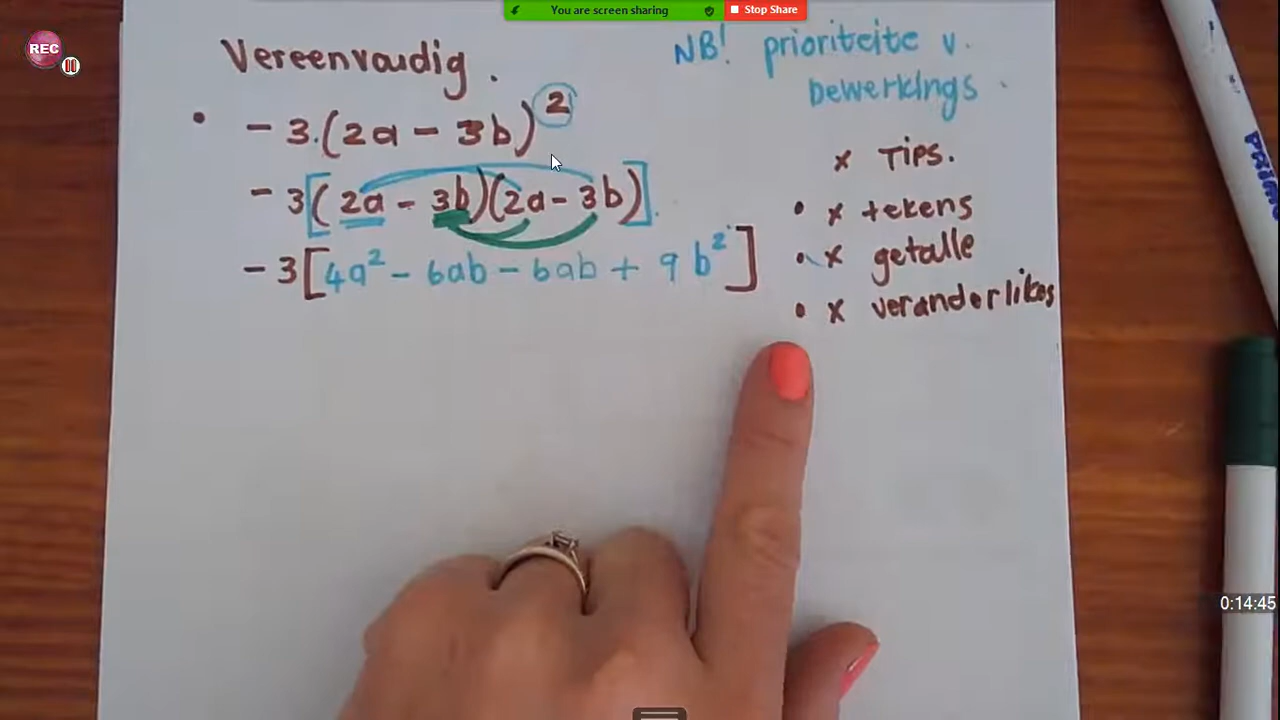 You are screen sharing Stop Share
REC
Vereenvoudig.
NB! prioriteite v.
bewerkings
- 3.(2a - 3b)²
x Tips.
- 3[(2a - 3b)(2a - 3b)].
• x tekens
- 3[4a² - 6ab - 6ab + 9b²]
• x getalle
• x veranderlikes
0:14:45